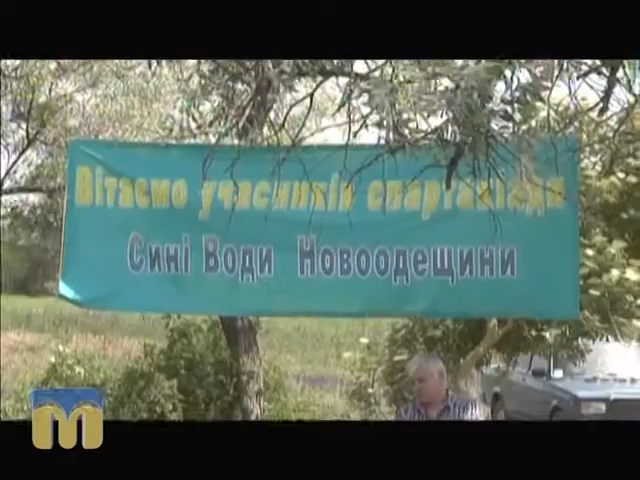 Вітаємо учасників спартакіади
Сині Води Новоодещини
м